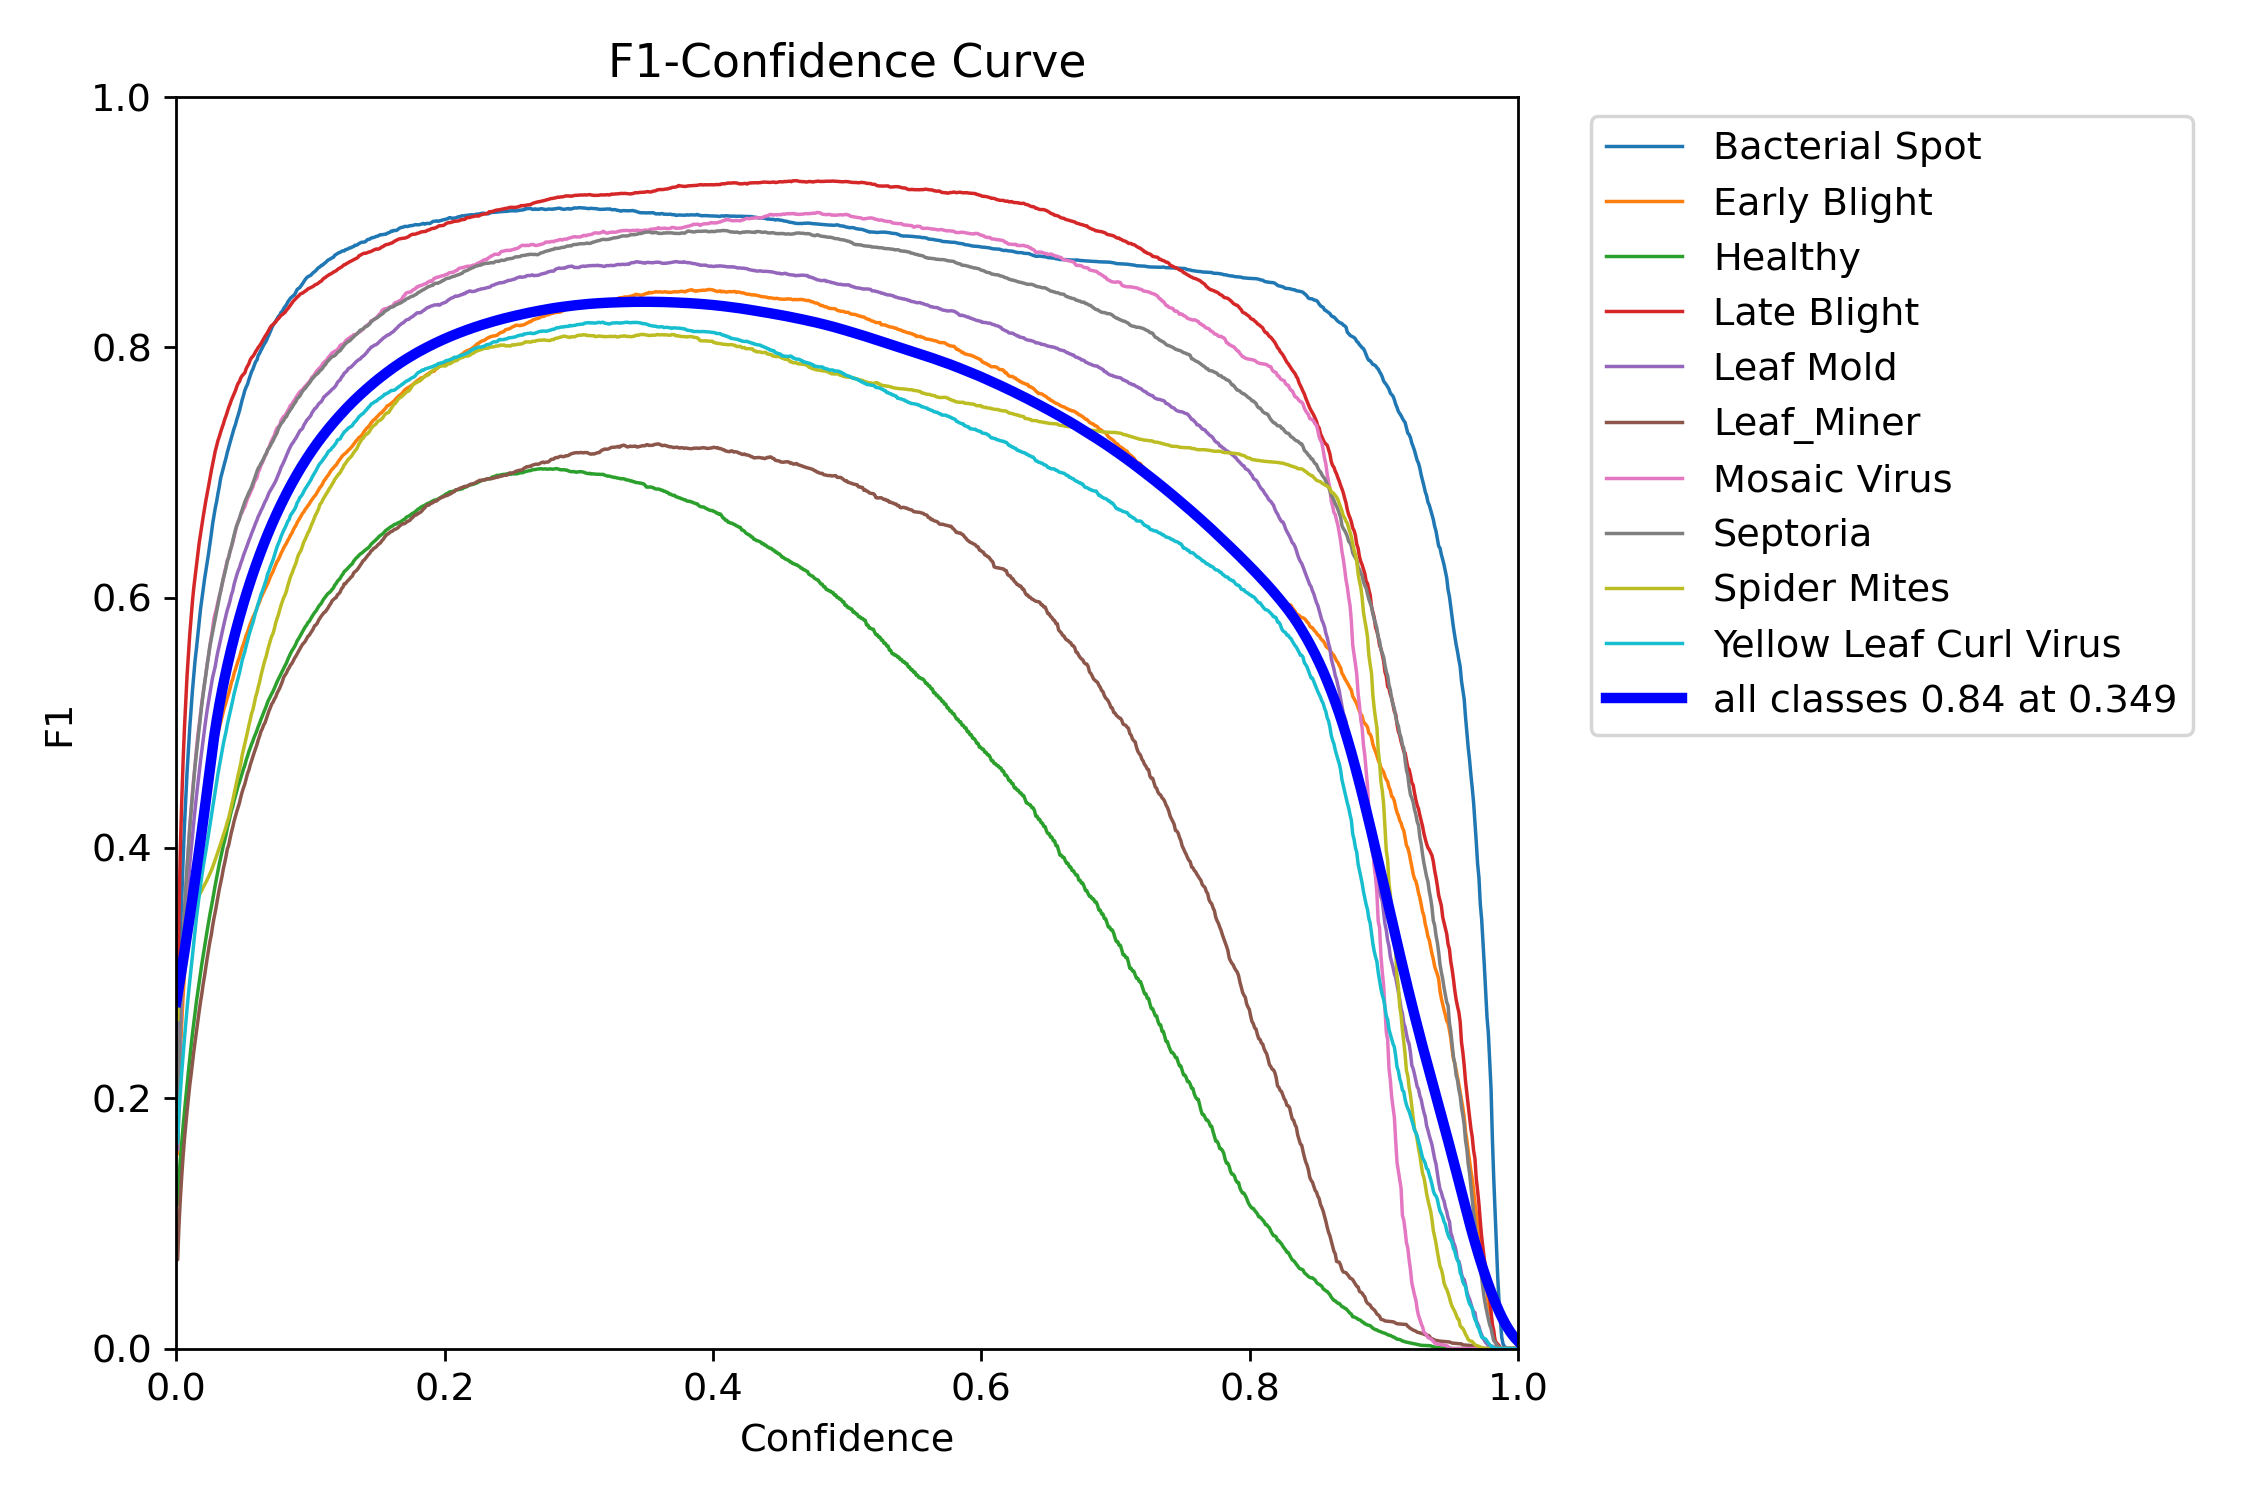 F1-Confidence Curve
1.0
0.8
0.6
0.4
0.2
0.0
F1
0.0 0.2 0.4 0.6 0.8 1.0
Confidence
Bacterial Spot
Early Blight
Healthy
Late Blight
Leaf Mold
Leaf_Miner
Mosaic Virus
Septoria
Spider Mites
Yellow Leaf Curl Virus
all classes 0.84 at 0.349